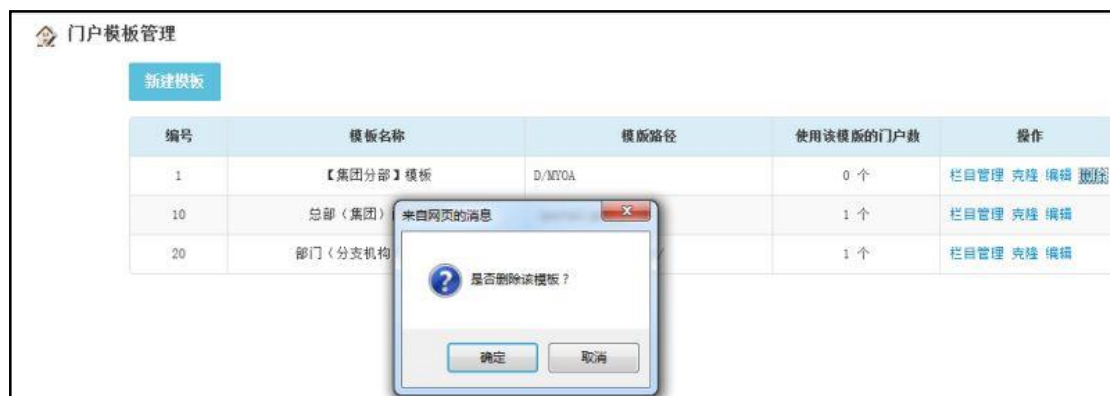 门户模板管理
新建模板
编号 模板名称 模版路径 使用该模版的门户数 操作
1 【集团分部】模板 D/MYOA 0 个 栏目管理 克隆 编辑 删除
10 总部（集团） 1 个 栏目管理 克隆 编辑
20 部门（分支机构 1 个 栏目管理 克隆 编辑
来自网页的消息
是否删除该模板？
确定 取消